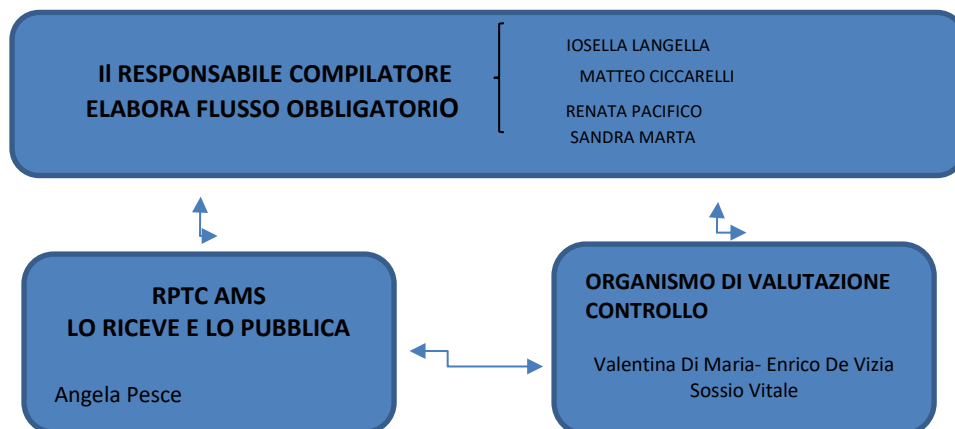 Il RESPONSABILE COMPILATORE
ELABORA FLUSSO OBBLIGATORIO
IOSELLA LANGELLA
MATTEO CICCARELLI
RENATA PACIFICO
SANDRA MARTA
RPTC AMS
LO RICEVE E LO PUBBLICA
Angela Pesce
ORGANISMO DI VALUTAZIONE
CONTROLLO
Valentina Di Maria- Enrico De Vizia
Sossio Vitale